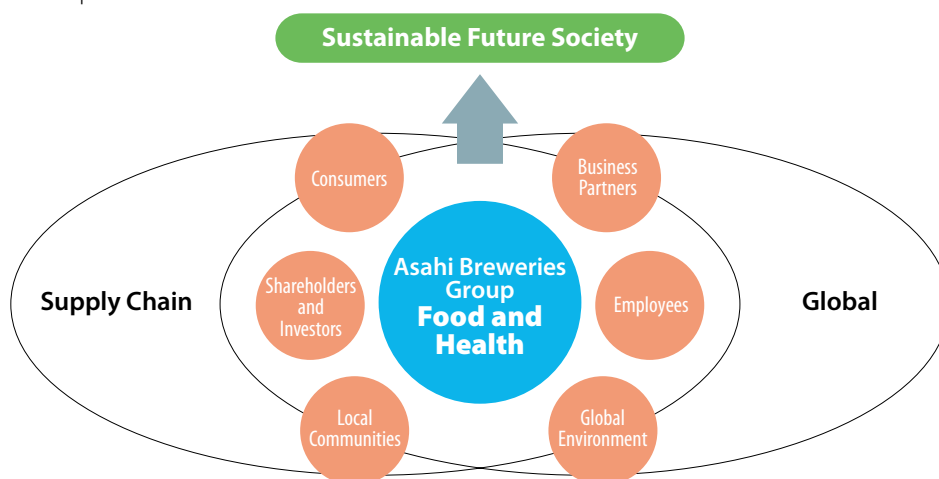 Sustainable Future Society
Consumers
Business
Partners
Supply Chain
Shareholders
and
Investors
Asahi Breweries
Group
Food and
Health
Employees
Global
Local
Communities
Global
Environment